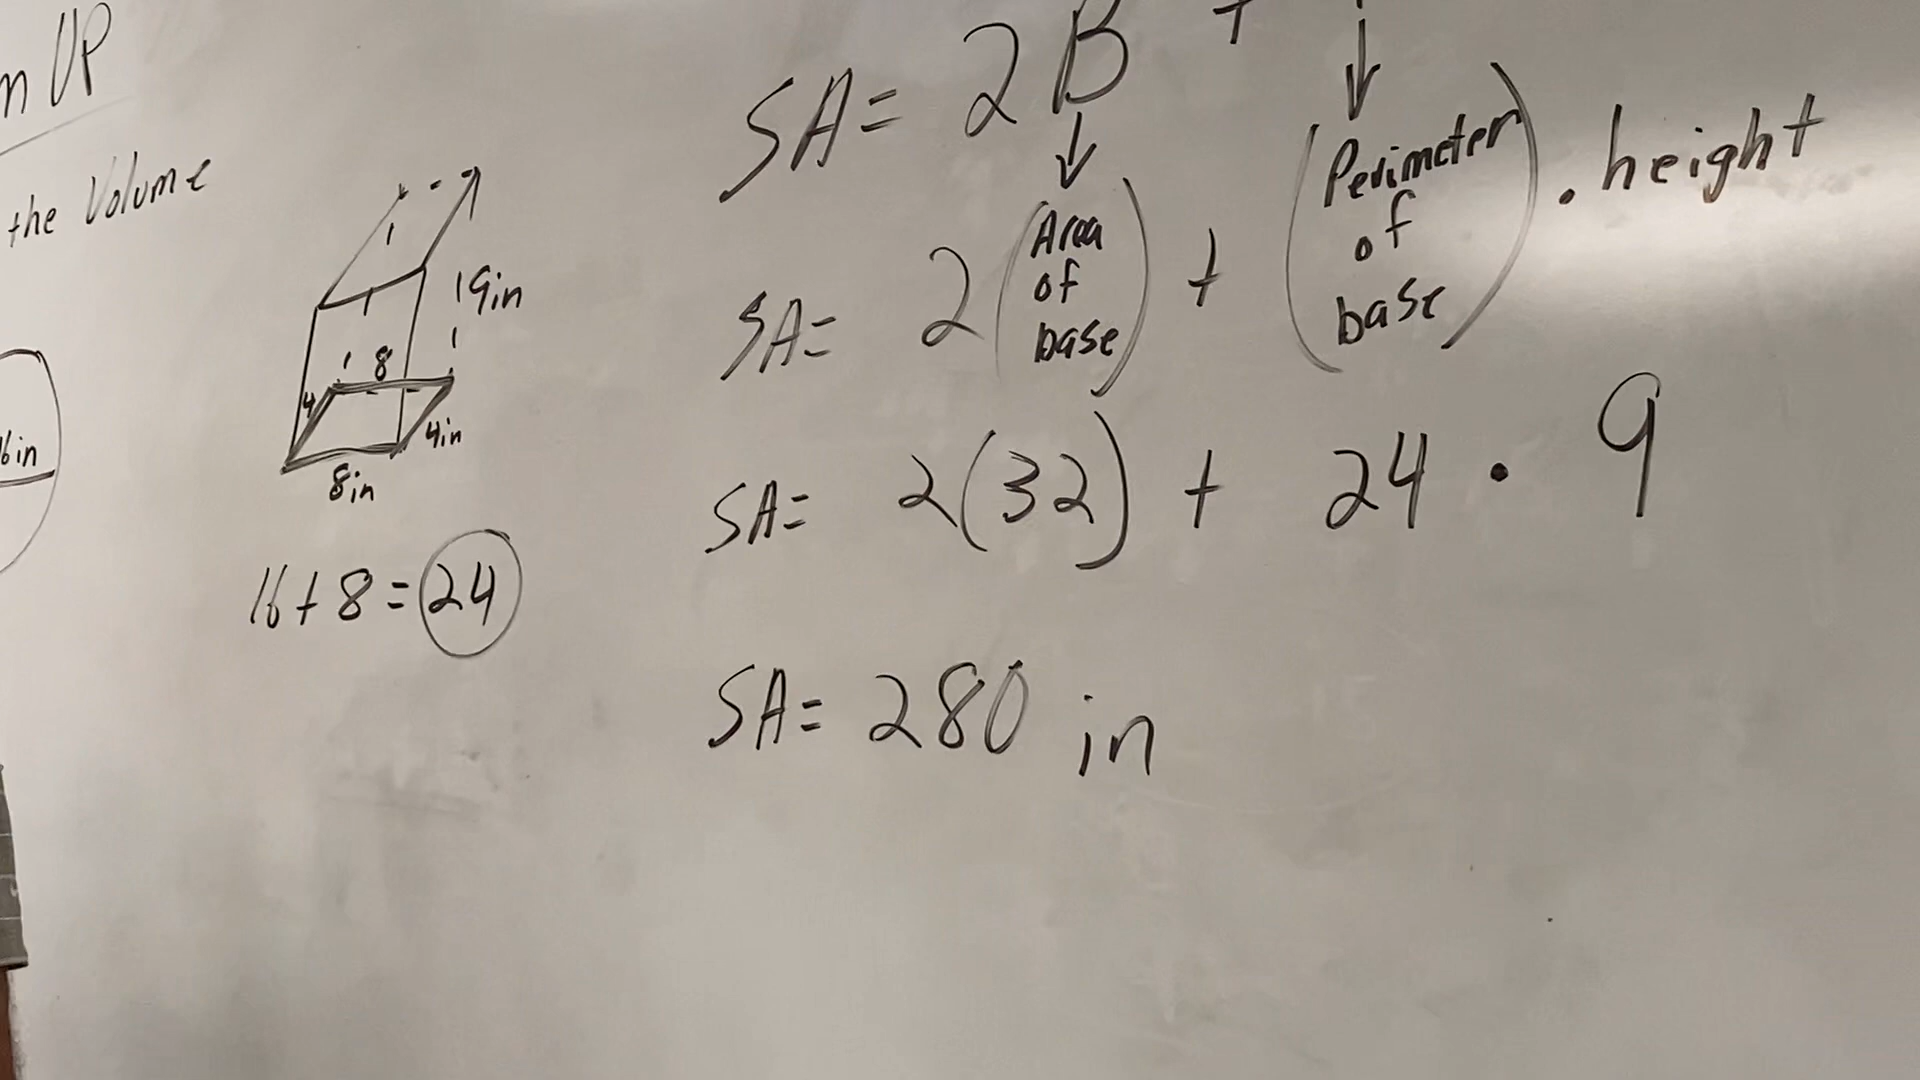 UP
the Volume
6in
9in
8
4
4in
8in
16 + 8 = 24
SA = 2B +
SA = 2 (Area of base) + (Perimeter of base) . height
SA = 2(32) + 24 · 9
SA = 280 in